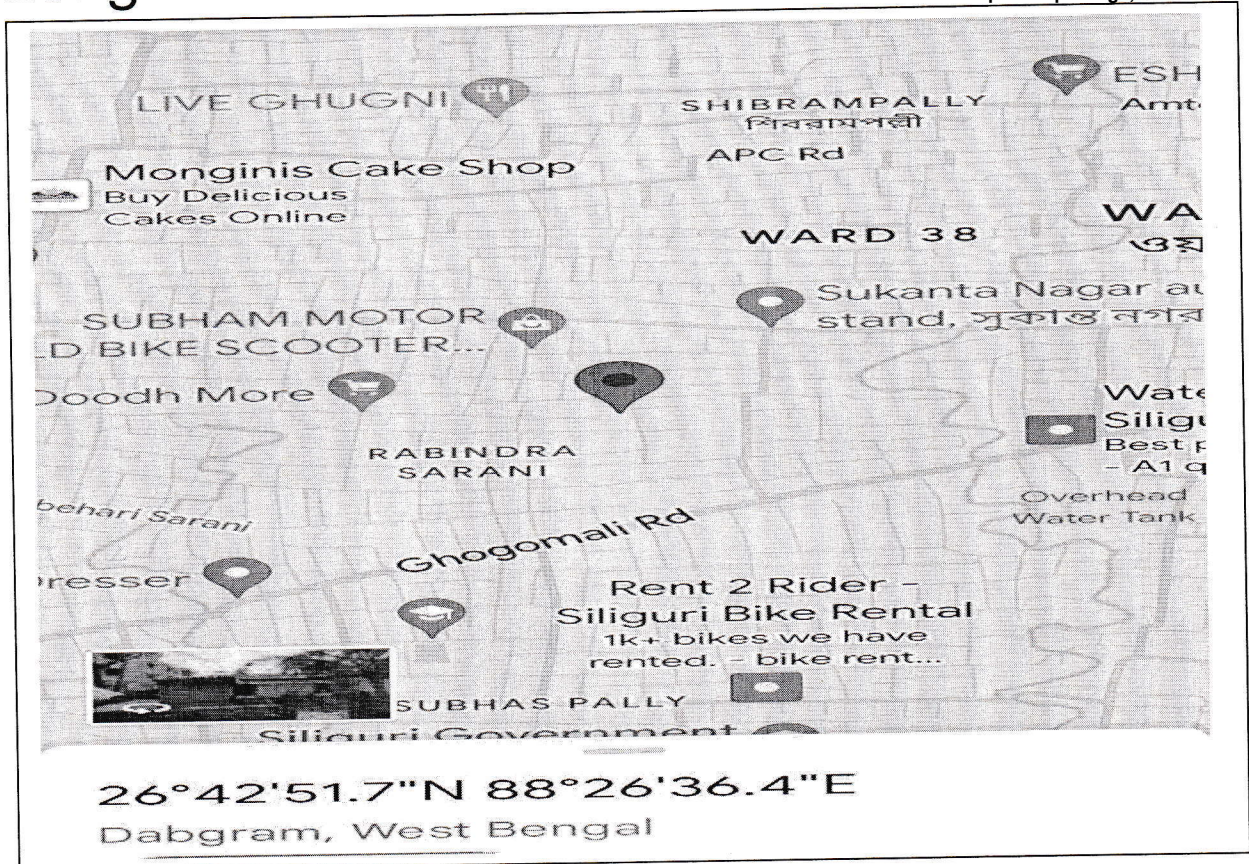 LIVE GHUGNI
SHIBRAMPALLY
শিবরামপল্লী
APC Rd
ESH
Monginis Cake Shop
Buy Delicious
Cakes Online
WARD 38
WA
ওয়
Sukanta Nagar au
stand, সুকান্ত নগর
SUBHAM MOTOR
LD BIKE SCOOTER...
Doodh More
RABINDRA
SARANI
Wate
Silig
Best p
- A1 q
Overhead
Water Tank
behari Sarani
Ghogomali Rd
resser
Rent 2 Rider -
Siliguri Bike Rental
1k+ bikes we have
rented. - bike rent...
SUBHAS PALLY
Siliguri Government
26°42'51.7"N 88°26'36.4"E
Dabgram, West Bengal